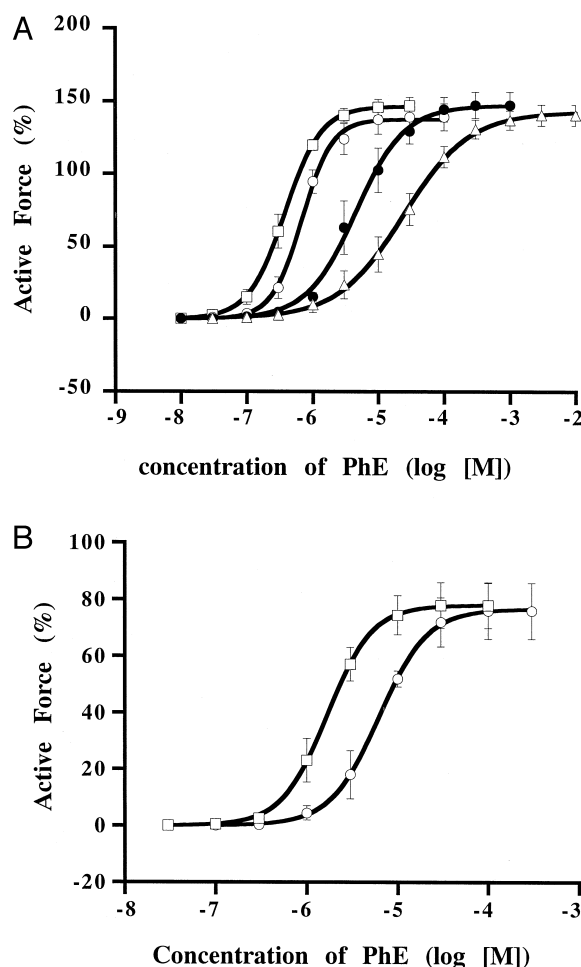 A
200
150
100
50
0
-50
Active Force (%)
-9 -8 -7 -6 -5 -4 -3 -2
concentration of PhE (log [M])
B
100
80
60
40
20
0
-20
Active Force (%)
-8 -7 -6 -5 -4 -3
Concentration of PhE (log [M])